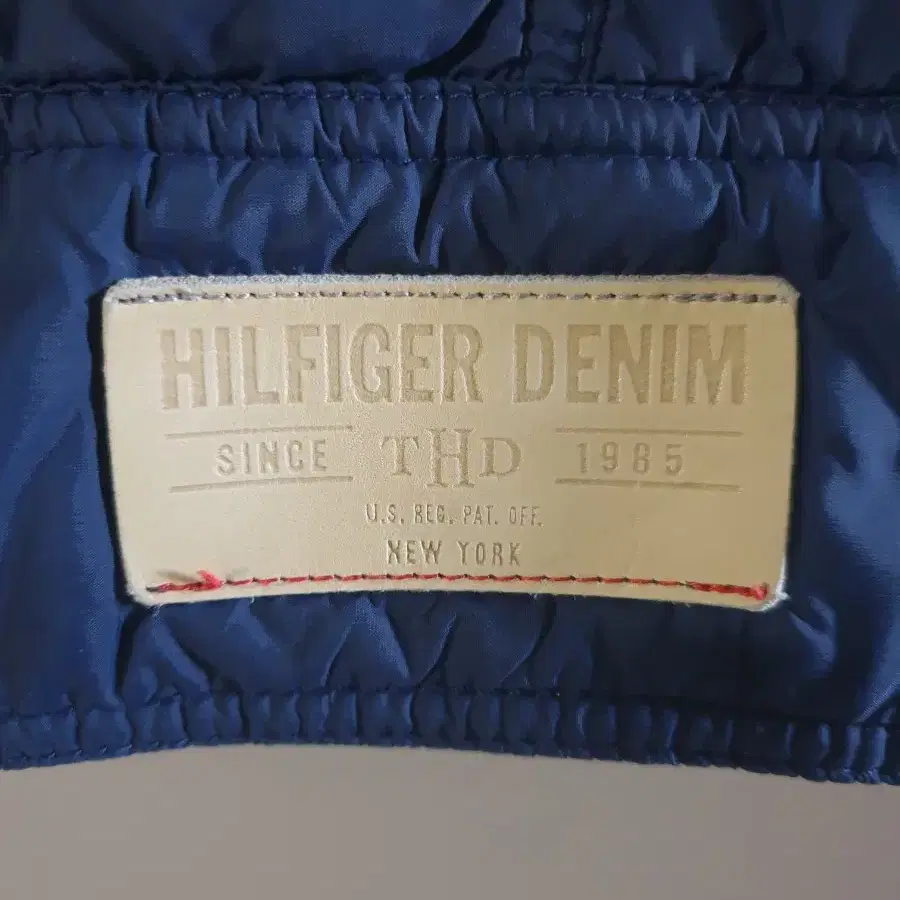 HILFIGER DENIM
SINCE THD 1985
U.S. REG. PAT. OFF.
NEW YORK